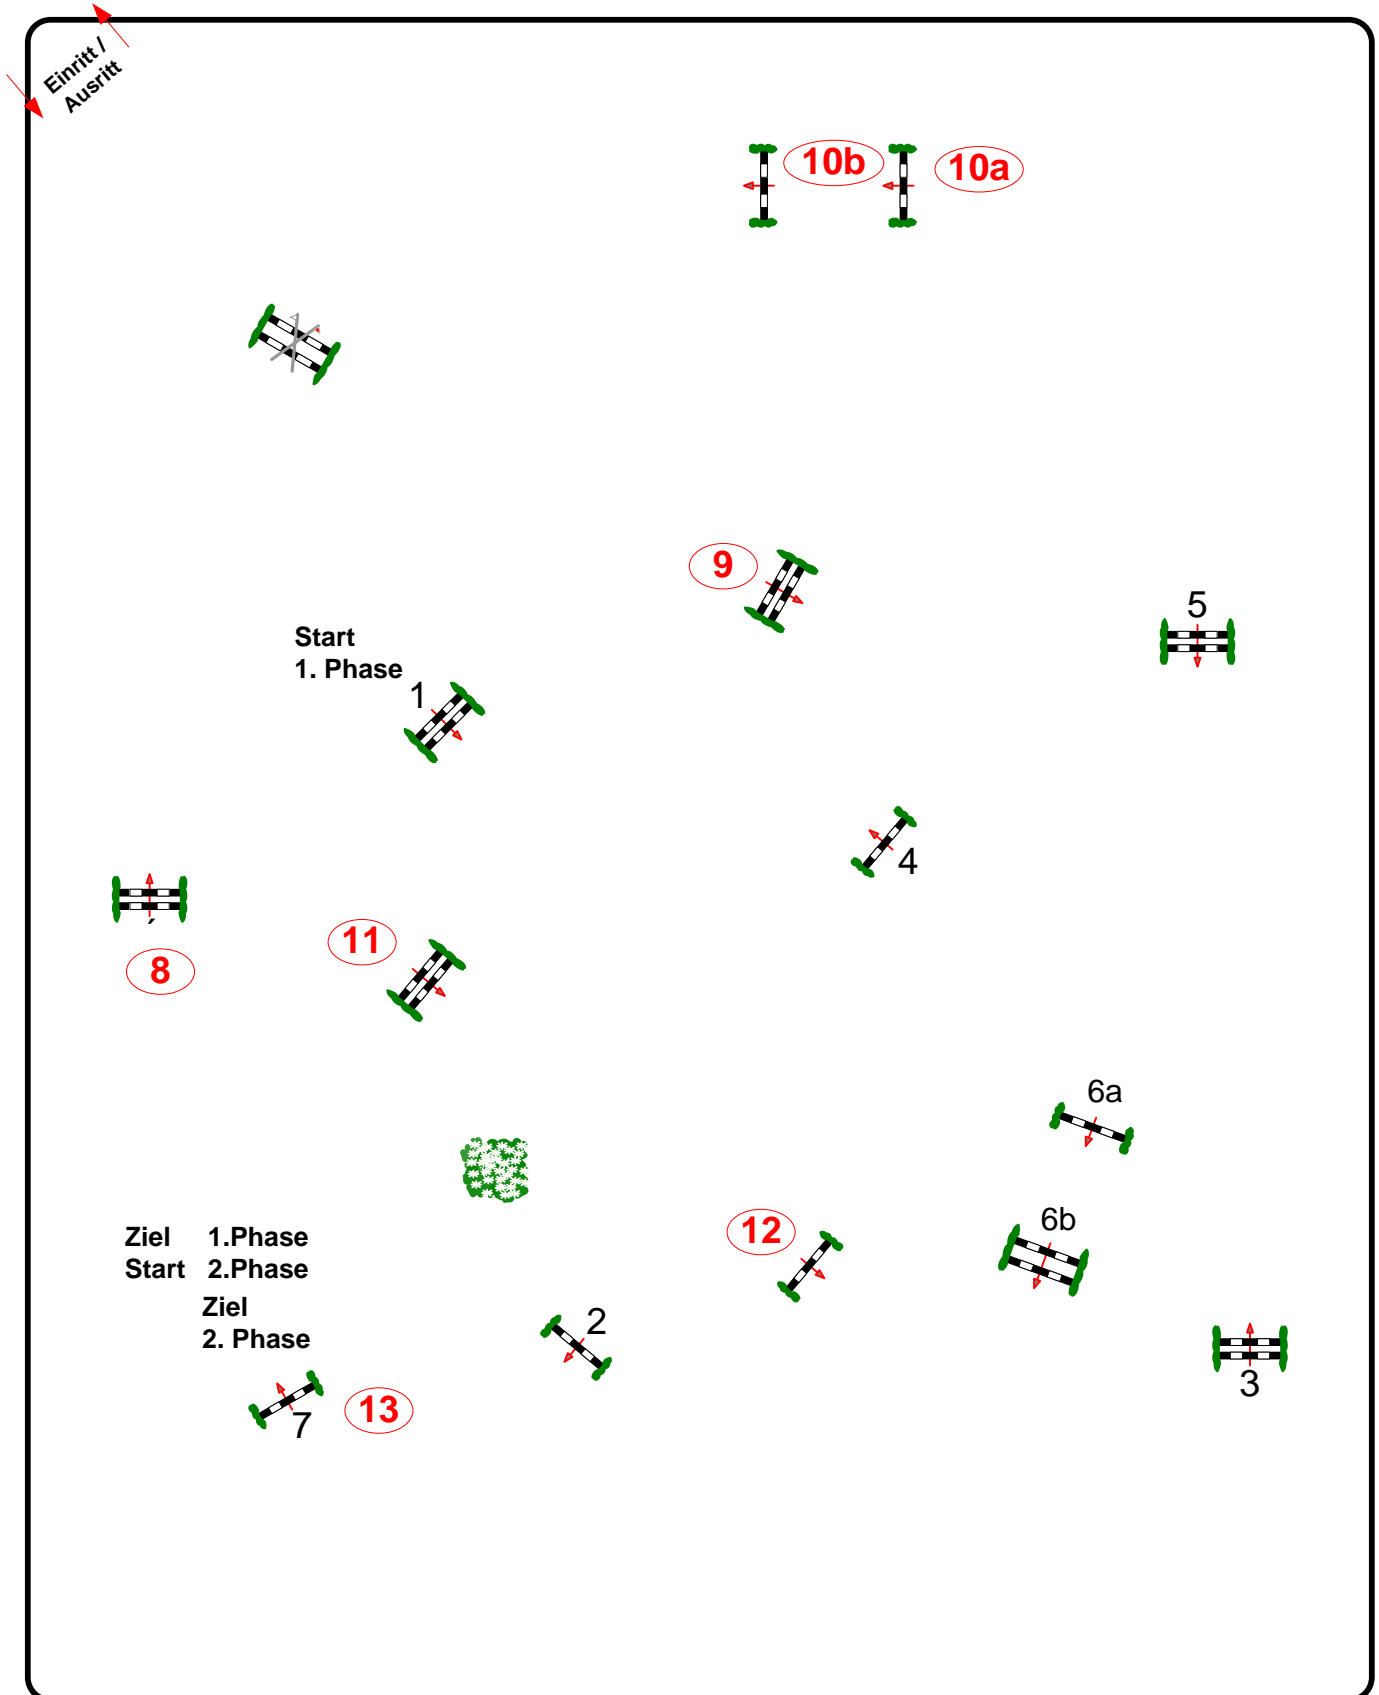 Einritt /
Ausritt
10b
10a
9
5
Start
1. Phase
1
4
11
8
6a
12
6b
Ziel 1.Phase
Start 2.Phase
Ziel
2. Phase
2
3
7
13